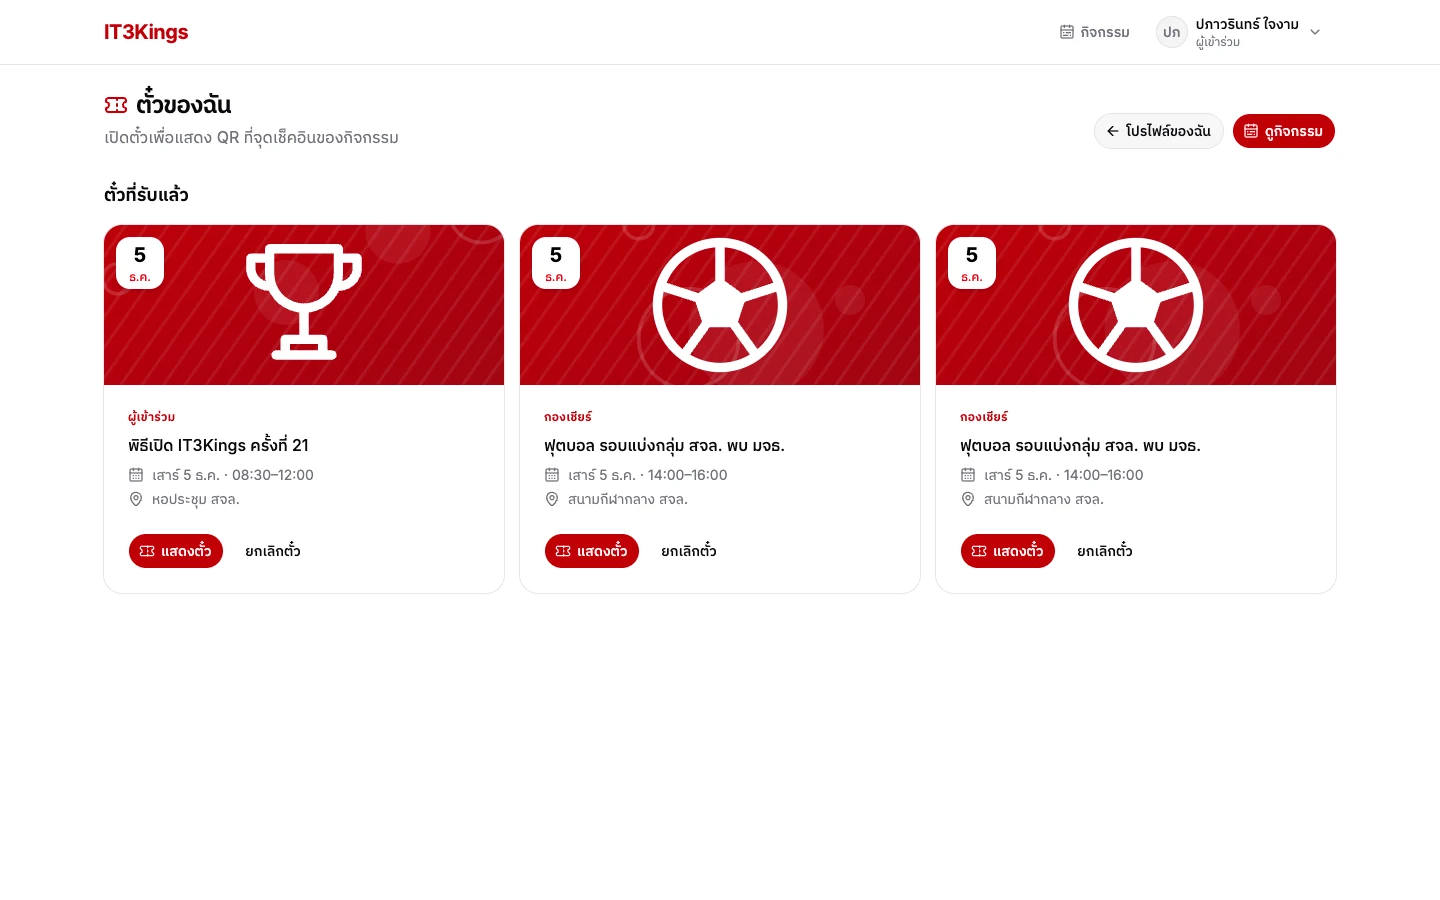 IT3Kings
กิจกรรม
ปภ
ปภาวรินทร์ ใจงาม
ผู้เข้าร่วม
ตั๋วของฉัน
เปิดตั๋วเพื่อแสดง QR ที่จุดเช็คอินของกิจกรรม
โปรไฟล์ของฉัน
ดูกิจกรรม
ตั๋วที่รับแล้ว
5
ธ.ค.
ผู้เข้าร่วม
พิธีเปิด IT3Kings ครั้งที่ 21
เสาร์ 5 ธ.ค. · 08:30–12:00
หอประชุม สจล.
แสดงตั๋ว
ยกเลิกตั๋ว
5
ธ.ค.
กองเชียร์
ฟุตบอล รอบแบ่งกลุ่ม สจล. พบ มจธ.
เสาร์ 5 ธ.ค. · 14:00–16:00
สนามกีฬากลาง สจล.
แสดงตั๋ว
ยกเลิกตั๋ว
5
ธ.ค.
กองเชียร์
ฟุตบอล รอบแบ่งกลุ่ม สจล. พบ มจธ.
เสาร์ 5 ธ.ค. · 14:00–16:00
สนามกีฬากลาง สจล.
แสดงตั๋ว
ยกเลิกตั๋ว